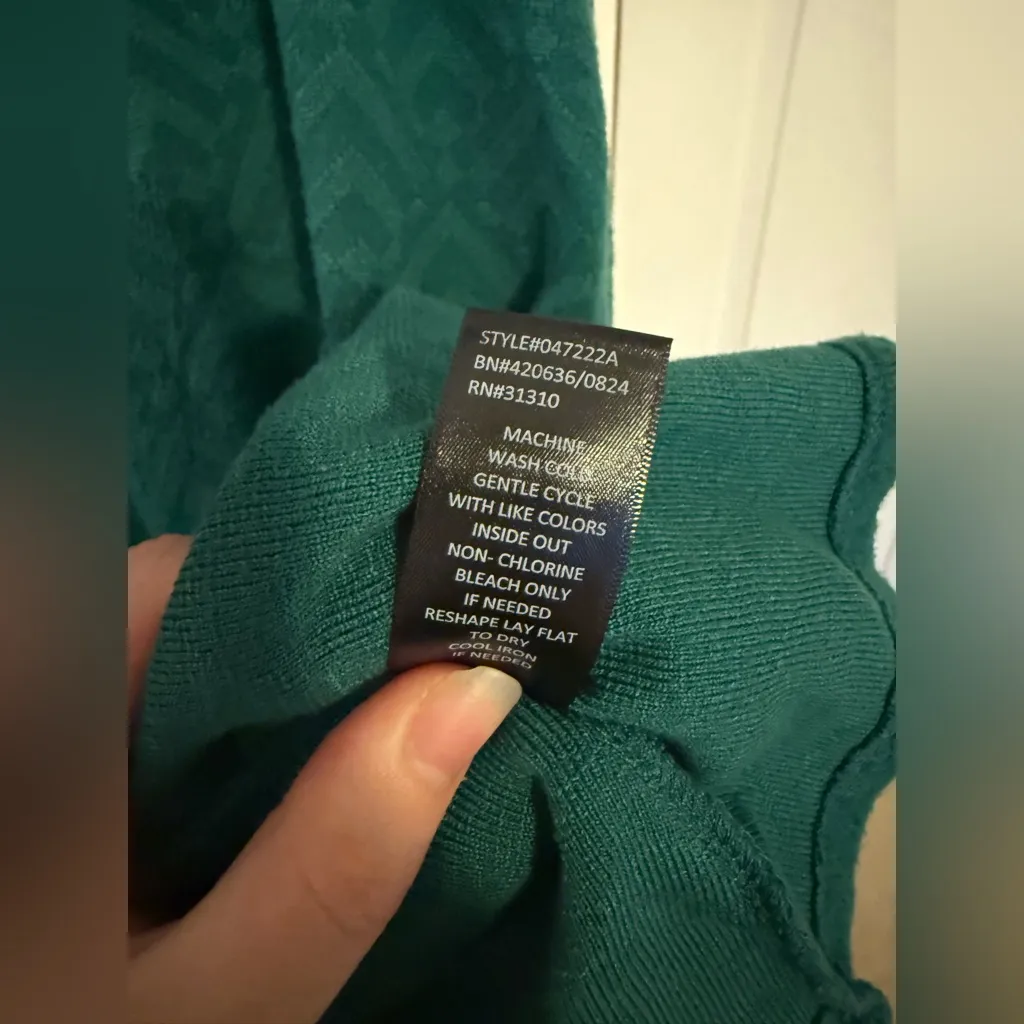 STYLE#047222A
BN#420636/0824
RN#31310
MACHINE
WASH COLD
GENTLE CYCLE
WITH LIKE COLORS
INSIDE OUT
NON- CHLORINE
BLEACH ONLY
IF NEEDED
RESHAPE LAY FLAT
TO DRY
COOL IRON
IF NEEDED